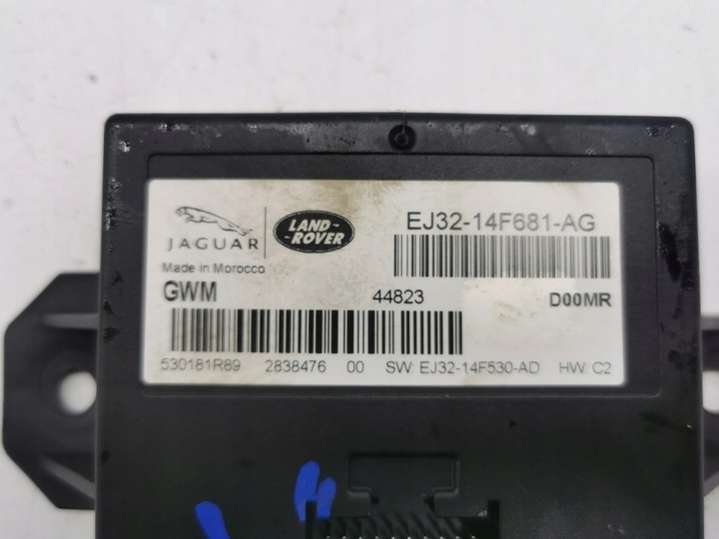 JAGUAR
LAND-
-ROVER
EJ32-14F681-AG
Made in Morocco
GWM 44823 D00MR
530181R89 2838476 00 SW: EJ32-14F530-AD HW: C2